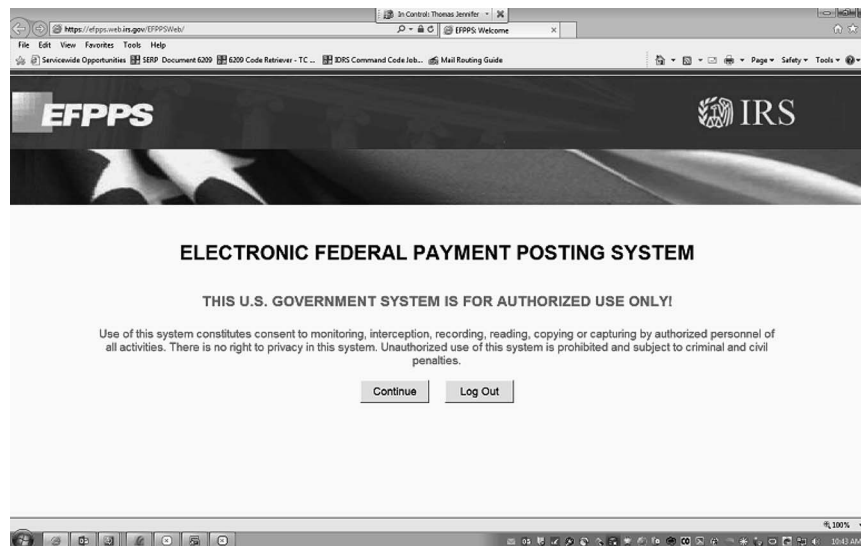 In Control: Thomas Jennifer
https://efpps.web.irs.gov/EFPPSWeb/
EFPPS: Welcome
File Edit View Favorites Tools Help
Servicewide Opportunities SERP Document 6209 6209 Code Retriever - TC ... IDRS Command Code Job... Mail Routing Guide
Page Safety Tools
EFPPS
IRS
ELECTRONIC FEDERAL PAYMENT POSTING SYSTEM
THIS U.S. GOVERNMENT SYSTEM IS FOR AUTHORIZED USE ONLY!
Use of this system constitutes consent to monitoring, interception, recording, reading, copying or capturing by authorized personnel of
all activities. There is no right to privacy in this system. Unauthorized use of this system is prohibited and subject to criminal and civil
penalties.
Continue Log Out
100%
10:43 AM